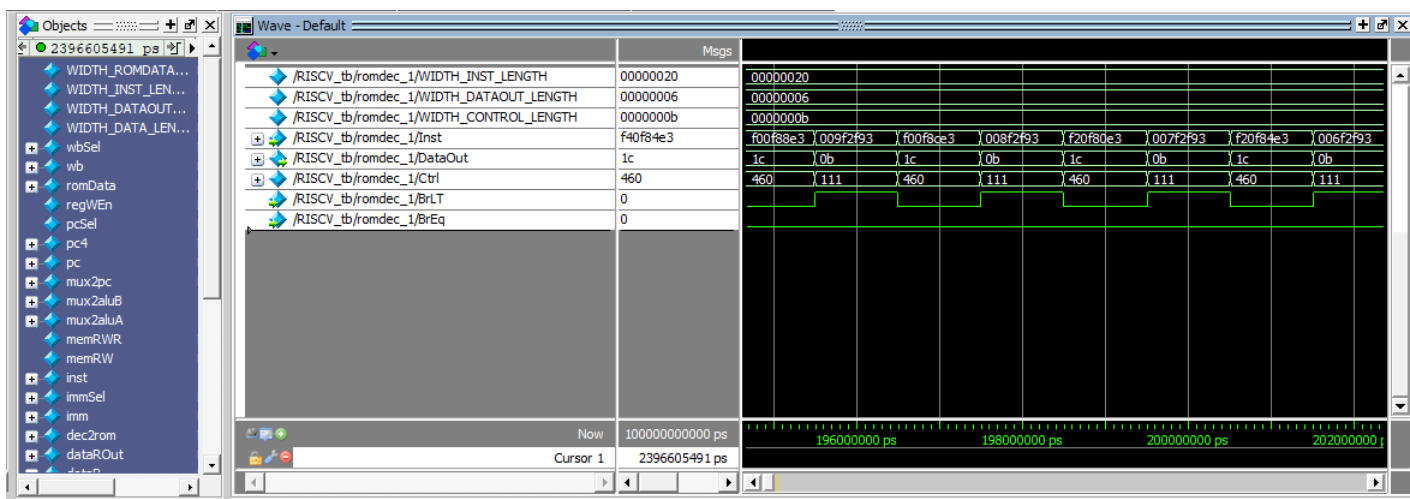 Objects
2396605491 ps
WIDTH_ROMDATA...
WIDTH_INST_LEN...
WIDTH_DATAOUT...
WIDTH_DATA_LEN...
wbSel
wb
romData
regWEn
pcSel
pc4
pc
mux2pc
mux2aluB
mux2aluA
memRWR
memRW
inst
immSel
imm
dec2rom
dataROut
Wave - Default
Msgs
/RISCV_tb/romdec_1/WIDTH_INST_LENGTH 00000020 00000020
/RISCV_tb/romdec_1/WIDTH_DATAOUT_LENGTH 00000006 00000006
/RISCV_tb/romdec_1/WIDTH_CONTROL_LENGTH 0000000b 0000000b
/RISCV_tb/romdec_1/Inst f40f84e3 f00f88e3 009f2f93 f00f8ce3 008f2f93 f20f80e3 007f2f93 f20f84e3 006f2f93
/RISCV_tb/romdec_1/DataOut 1c 1c 0b 1c 0b 1c 0b 1c 0b
/RISCV_tb/romdec_1/Ctrl 460 460 111 460 111 460 111 460 111
/RISCV_tb/romdec_1/BrLT 0
/RISCV_tb/romdec_1/BrEq 0
Now 100000000000 ps 196000000 ps 198000000 ps 200000000 ps 202000000
Cursor 1 2396605491 ps